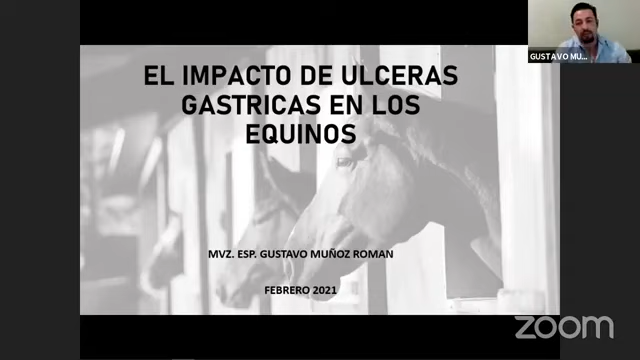 EL IMPACTO DE ULCERAS
GASTRICAS EN LOS
EQUINOS
MVZ. ESP. GUSTAVO MUÑOZ ROMAN
FEBRERO 2021
GUSTAVO MU...
zoom